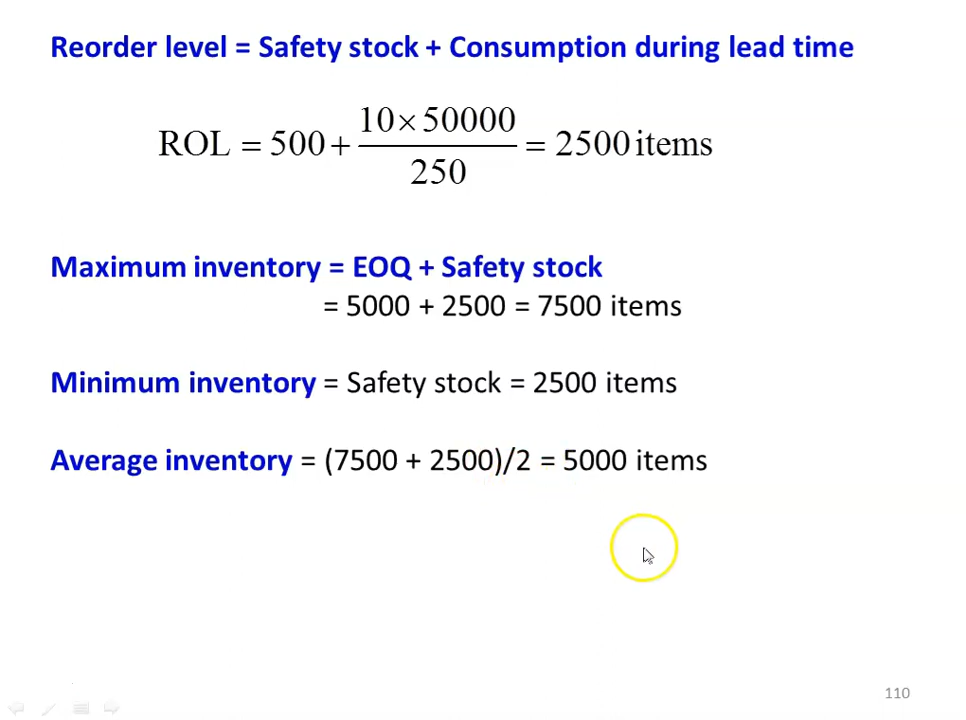 Reorder level = Safety stock + Consumption during lead time
ROL = 500 + 10 × 50000 / 250 = 2500 items
Maximum inventory = EOQ + Safety stock
= 5000 + 2500 = 7500 items
Minimum inventory = Safety stock = 2500 items
Average inventory = (7500 + 2500)/2 = 5000 items
110